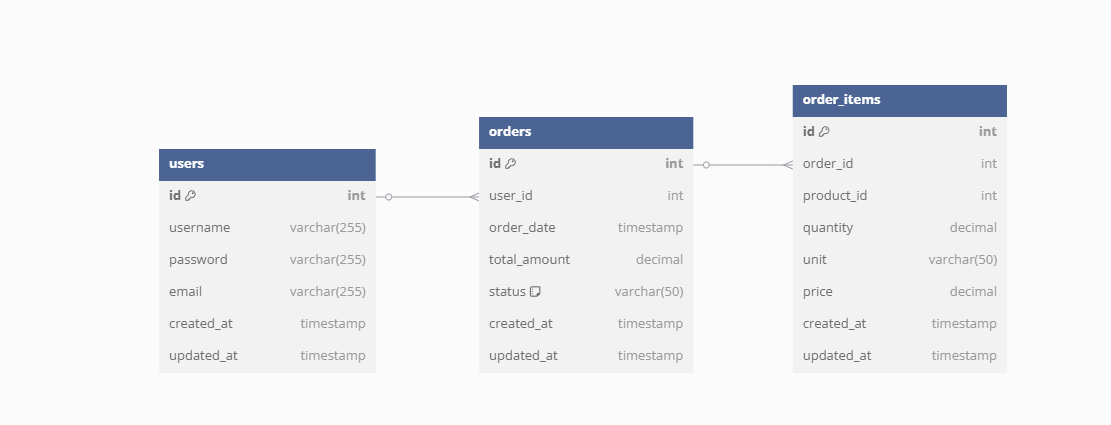 users
id int
username varchar(255)
password varchar(255)
email varchar(255)
created_at timestamp
updated_at timestamp
orders
id int
user_id int
order_date timestamp
total_amount decimal
status varchar(50)
created_at timestamp
updated_at timestamp
order_items
id int
order_id int
product_id int
quantity decimal
unit varchar(50)
price decimal
created_at timestamp
updated_at timestamp